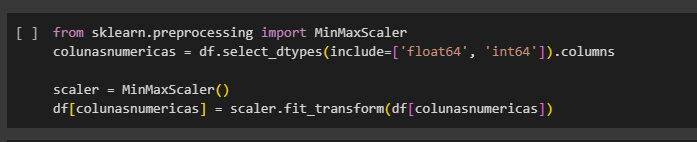 [ ] from sklearn.preprocessing import MinMaxScaler
colunasnumericas = df.select_dtypes(include=['float64', 'int64']).columns
scaler = MinMaxScaler()
df[colunasnumericas] = scaler.fit_transform(df[colunasnumericas])